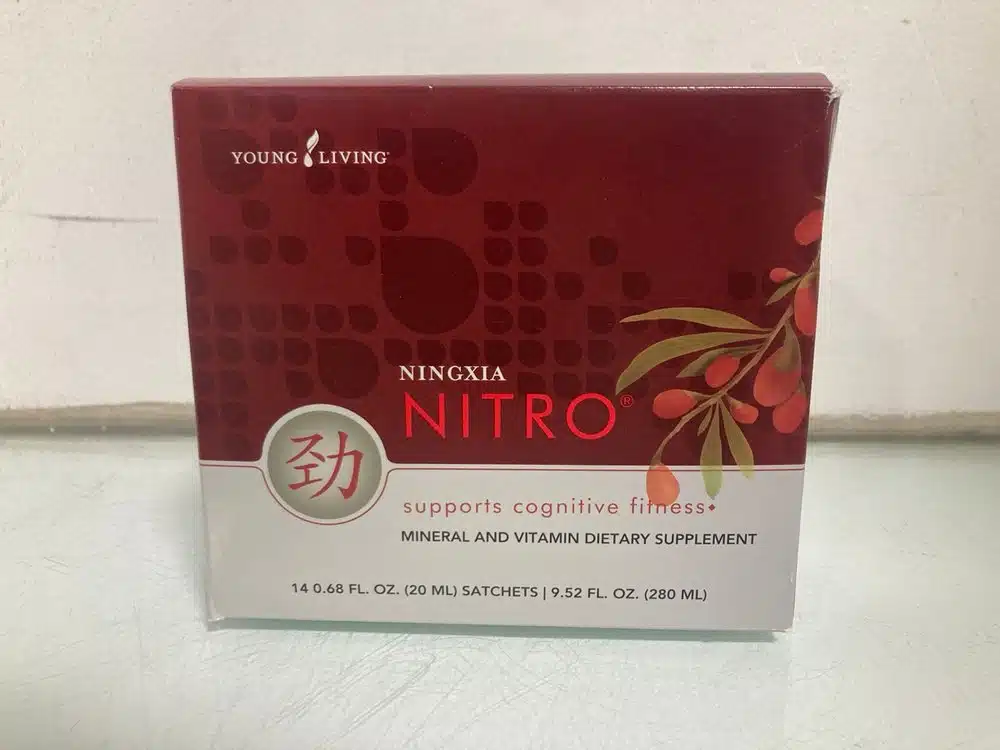 YOUNG LIVING
NINGXIA
NITRO®
劲
supports cognitive fitness◆
MINERAL AND VITAMIN DIETARY SUPPLEMENT
14 0.68 FL. OZ. (20 ML) SATCHETS | 9.52 FL. OZ. (280 ML)